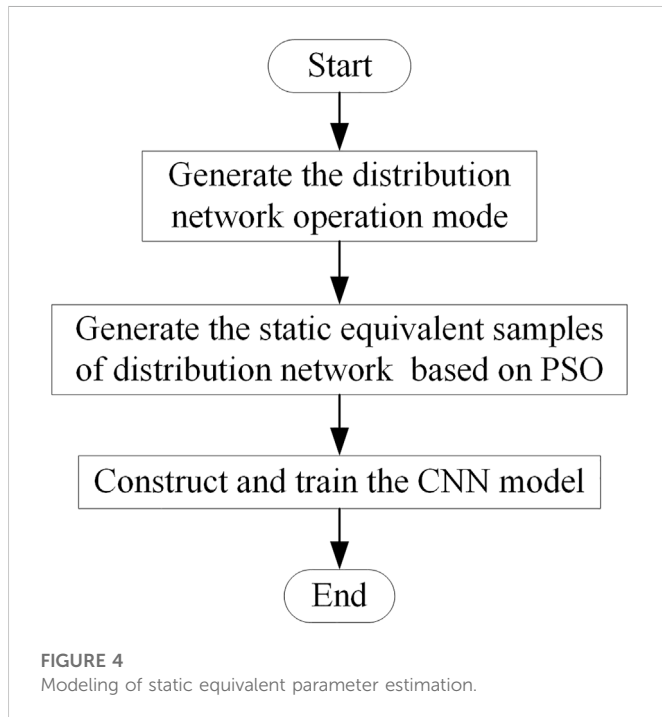 Start
Generate the distribution
network operation mode
Generate the static equivalent samples
of distribution network based on PSO
Construct and train the CNN model
End
FIGURE 4
Modeling of static equivalent parameter estimation.